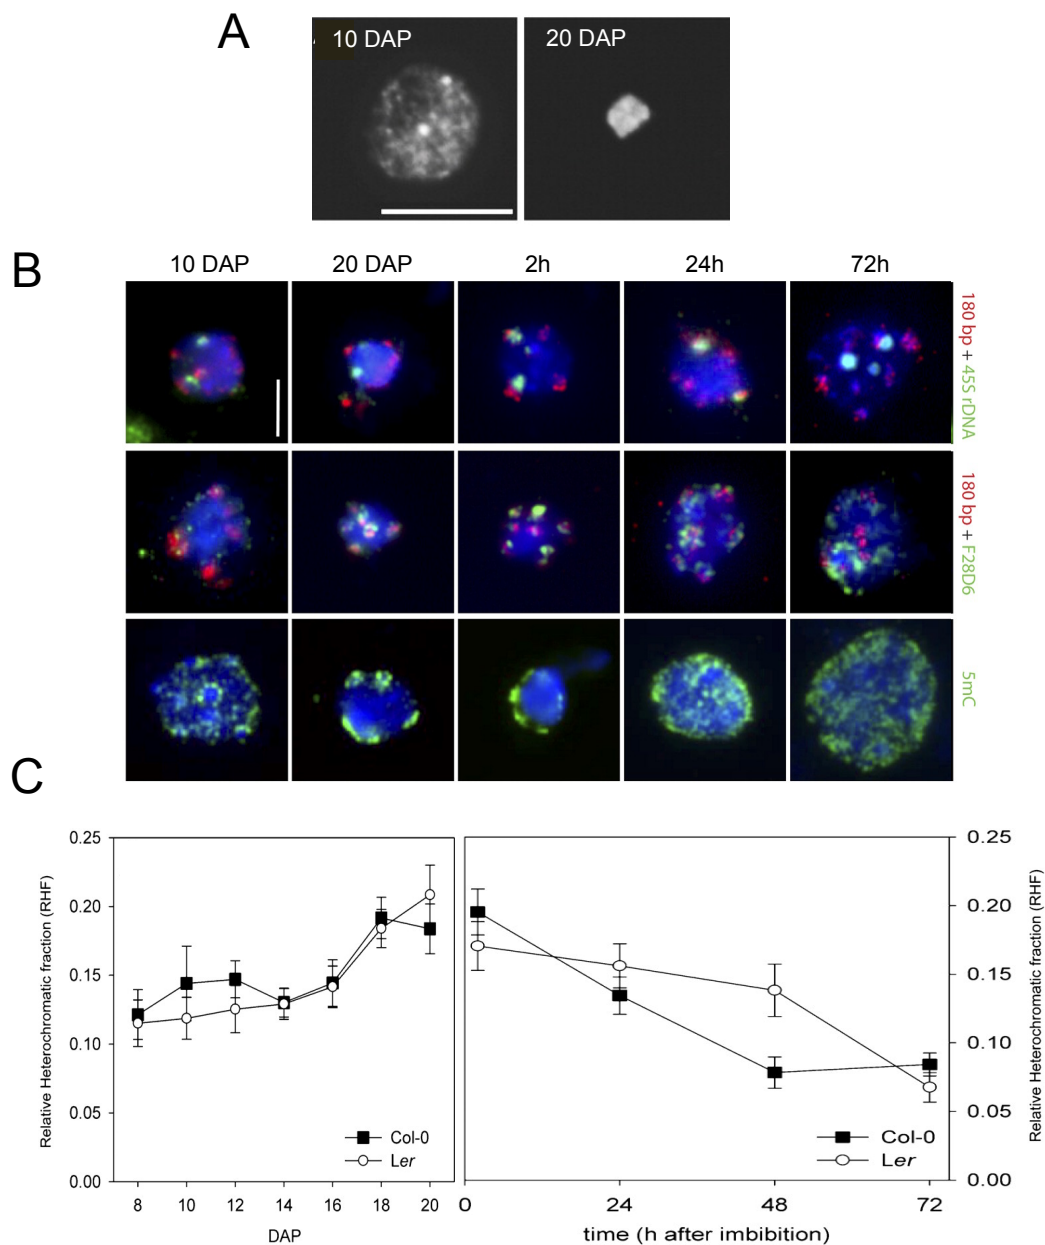 A
10 DAP
20 DAP
B
10 DAP
20 DAP
2h
24h
72h
180 bp + 45S rDNA
180 bp + F28D6
5mC
C
Relative Heterochromatic fraction (RHF)
0.25
0.20
0.15
0.10
0.05
0.00
8
10
12
14
16
18
20
DAP
Col-0
Ler
0.25
0.20
0.15
0.10
0.05
0.00
0
24
48
72
time (h after imbibition)
Col-0
Ler
Relative Heterochromatic fraction (RHF)